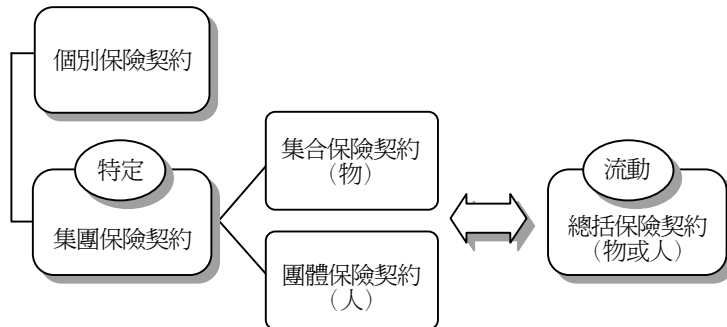 個別保險契約
特定
集團保險契約
集合保險契約
（物）
團體保險契約
（人）
流動
總括保險契約
（物或人）